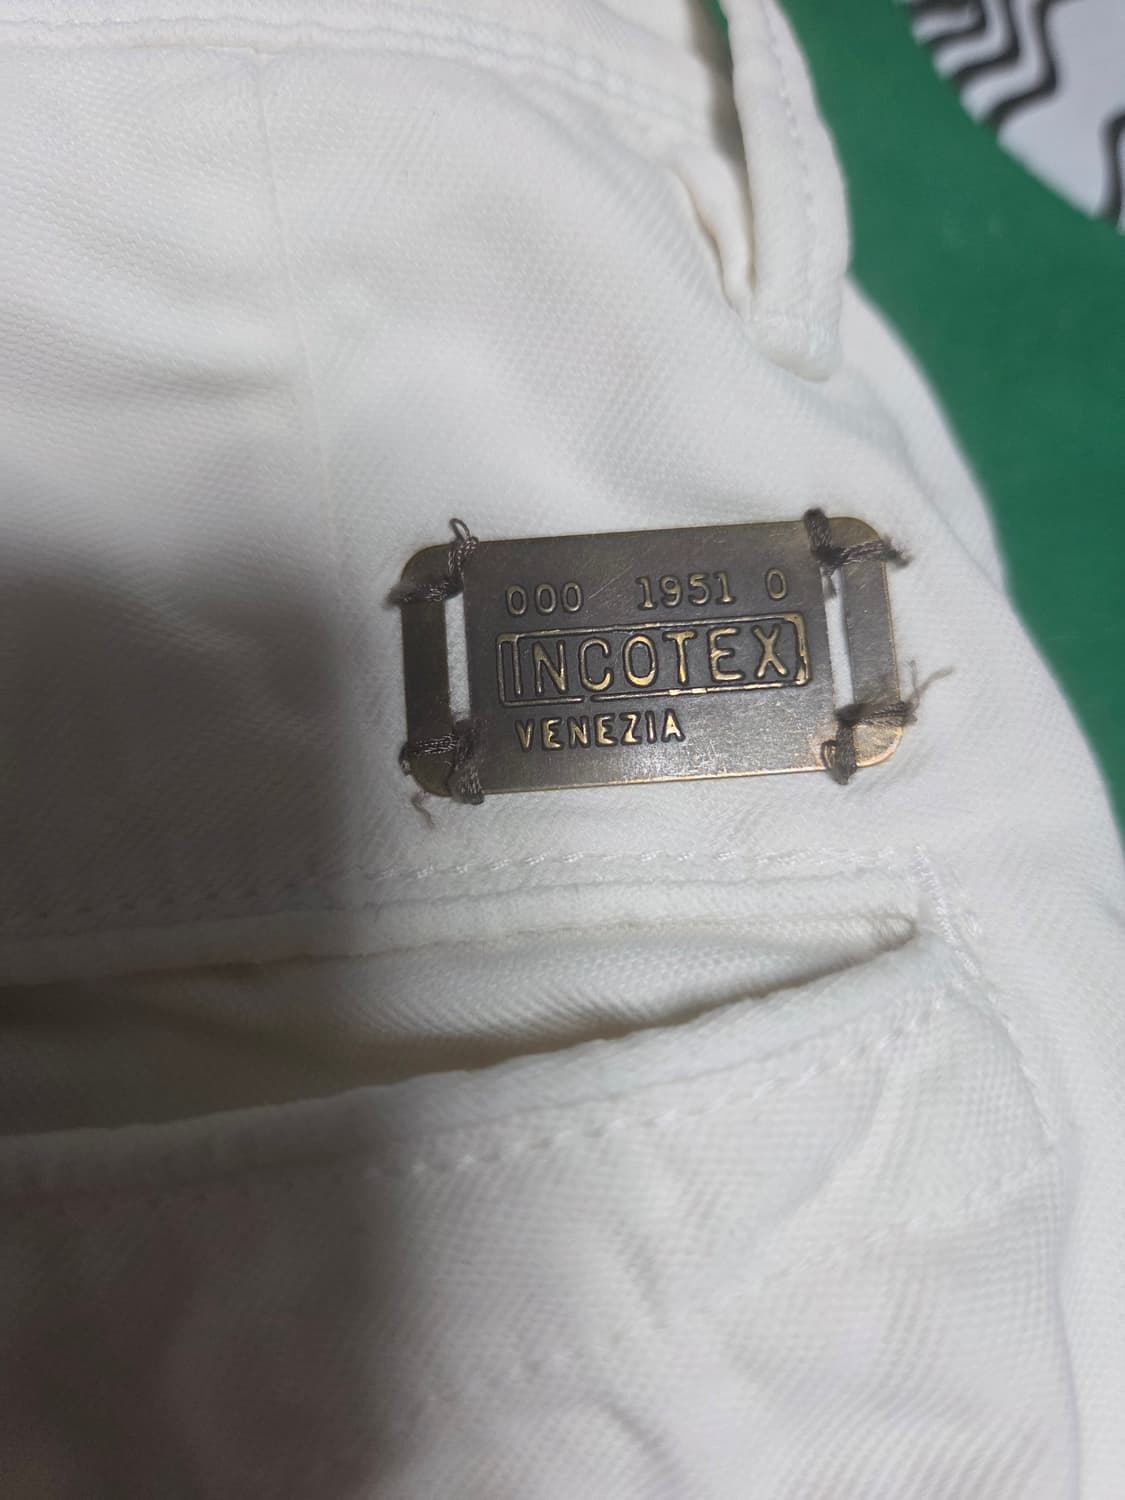 000 1951 0
INCOTEX
VENEZIA